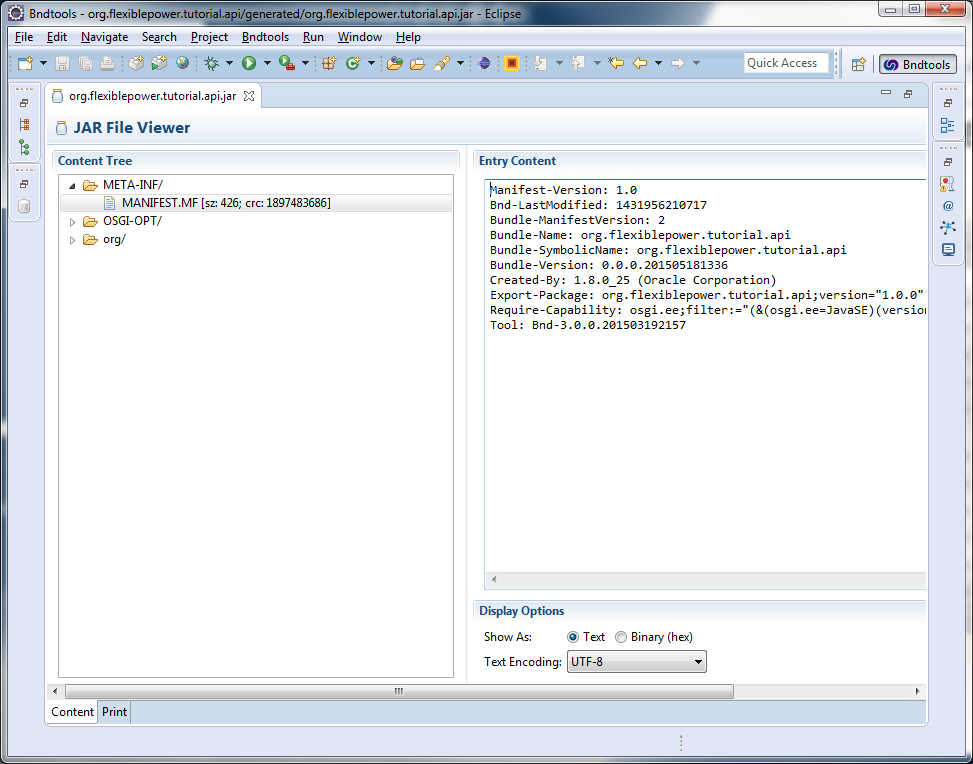 Bndtools - org.flexiblepower.tutorial.api/generated/org.flexiblepower.tutorial.api.jar - Eclipse
File Edit Navigate Search Project Bndtools Run Window Help
Quick Access
Bndtools
org.flexiblepower.tutorial.api.jar
JAR File Viewer
Content Tree
META-INF/
MANIFEST.MF [sz: 426; crc: 1897483686]
OSGI-OPT/
org/
Entry Content
Manifest-Version: 1.0
Bnd-LastModified: 1431956210717
Bundle-ManifestVersion: 2
Bundle-Name: org.flexiblepower.tutorial.api
Bundle-SymbolicName: org.flexiblepower.tutorial.api
Bundle-Version: 0.0.0.201505181336
Created-By: 1.8.0_25 (Oracle Corporation)
Export-Package: org.flexiblepower.tutorial.api;version="1.0.0"
Require-Capability: osgi.ee;filter:="(&(osgi.ee=JavaSE)(version
Tool: Bnd-3.0.0.201503192157
Display Options
Show As: Text Binary (hex)
Text Encoding: UTF-8
Content Print